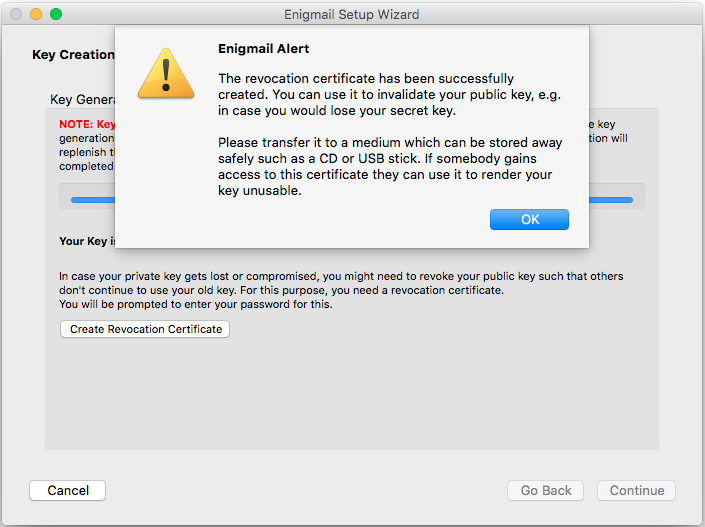 Enigmail Setup Wizard
Key Creation
Enigmail Alert
The revocation certificate has been successfully
created. You can use it to invalidate your public key, e.g.
in case you would lose your secret key.
Please transfer it to a medium which can be stored away
safely such as a CD or USB stick. If somebody gains
access to this certificate they can use it to render your
key unusable.
OK
Key Genera
NOTE: Key
e key
generation
tion will
replenish th
completed
Your Key is
In case your private key gets lost or compromised, you might need to revoke your public key such that others
don't continue to use your old key. For this purpose, you need a revocation certificate.
You will be prompted to enter your password for this.
Create Revocation Certificate
Cancel
Go Back
Continue